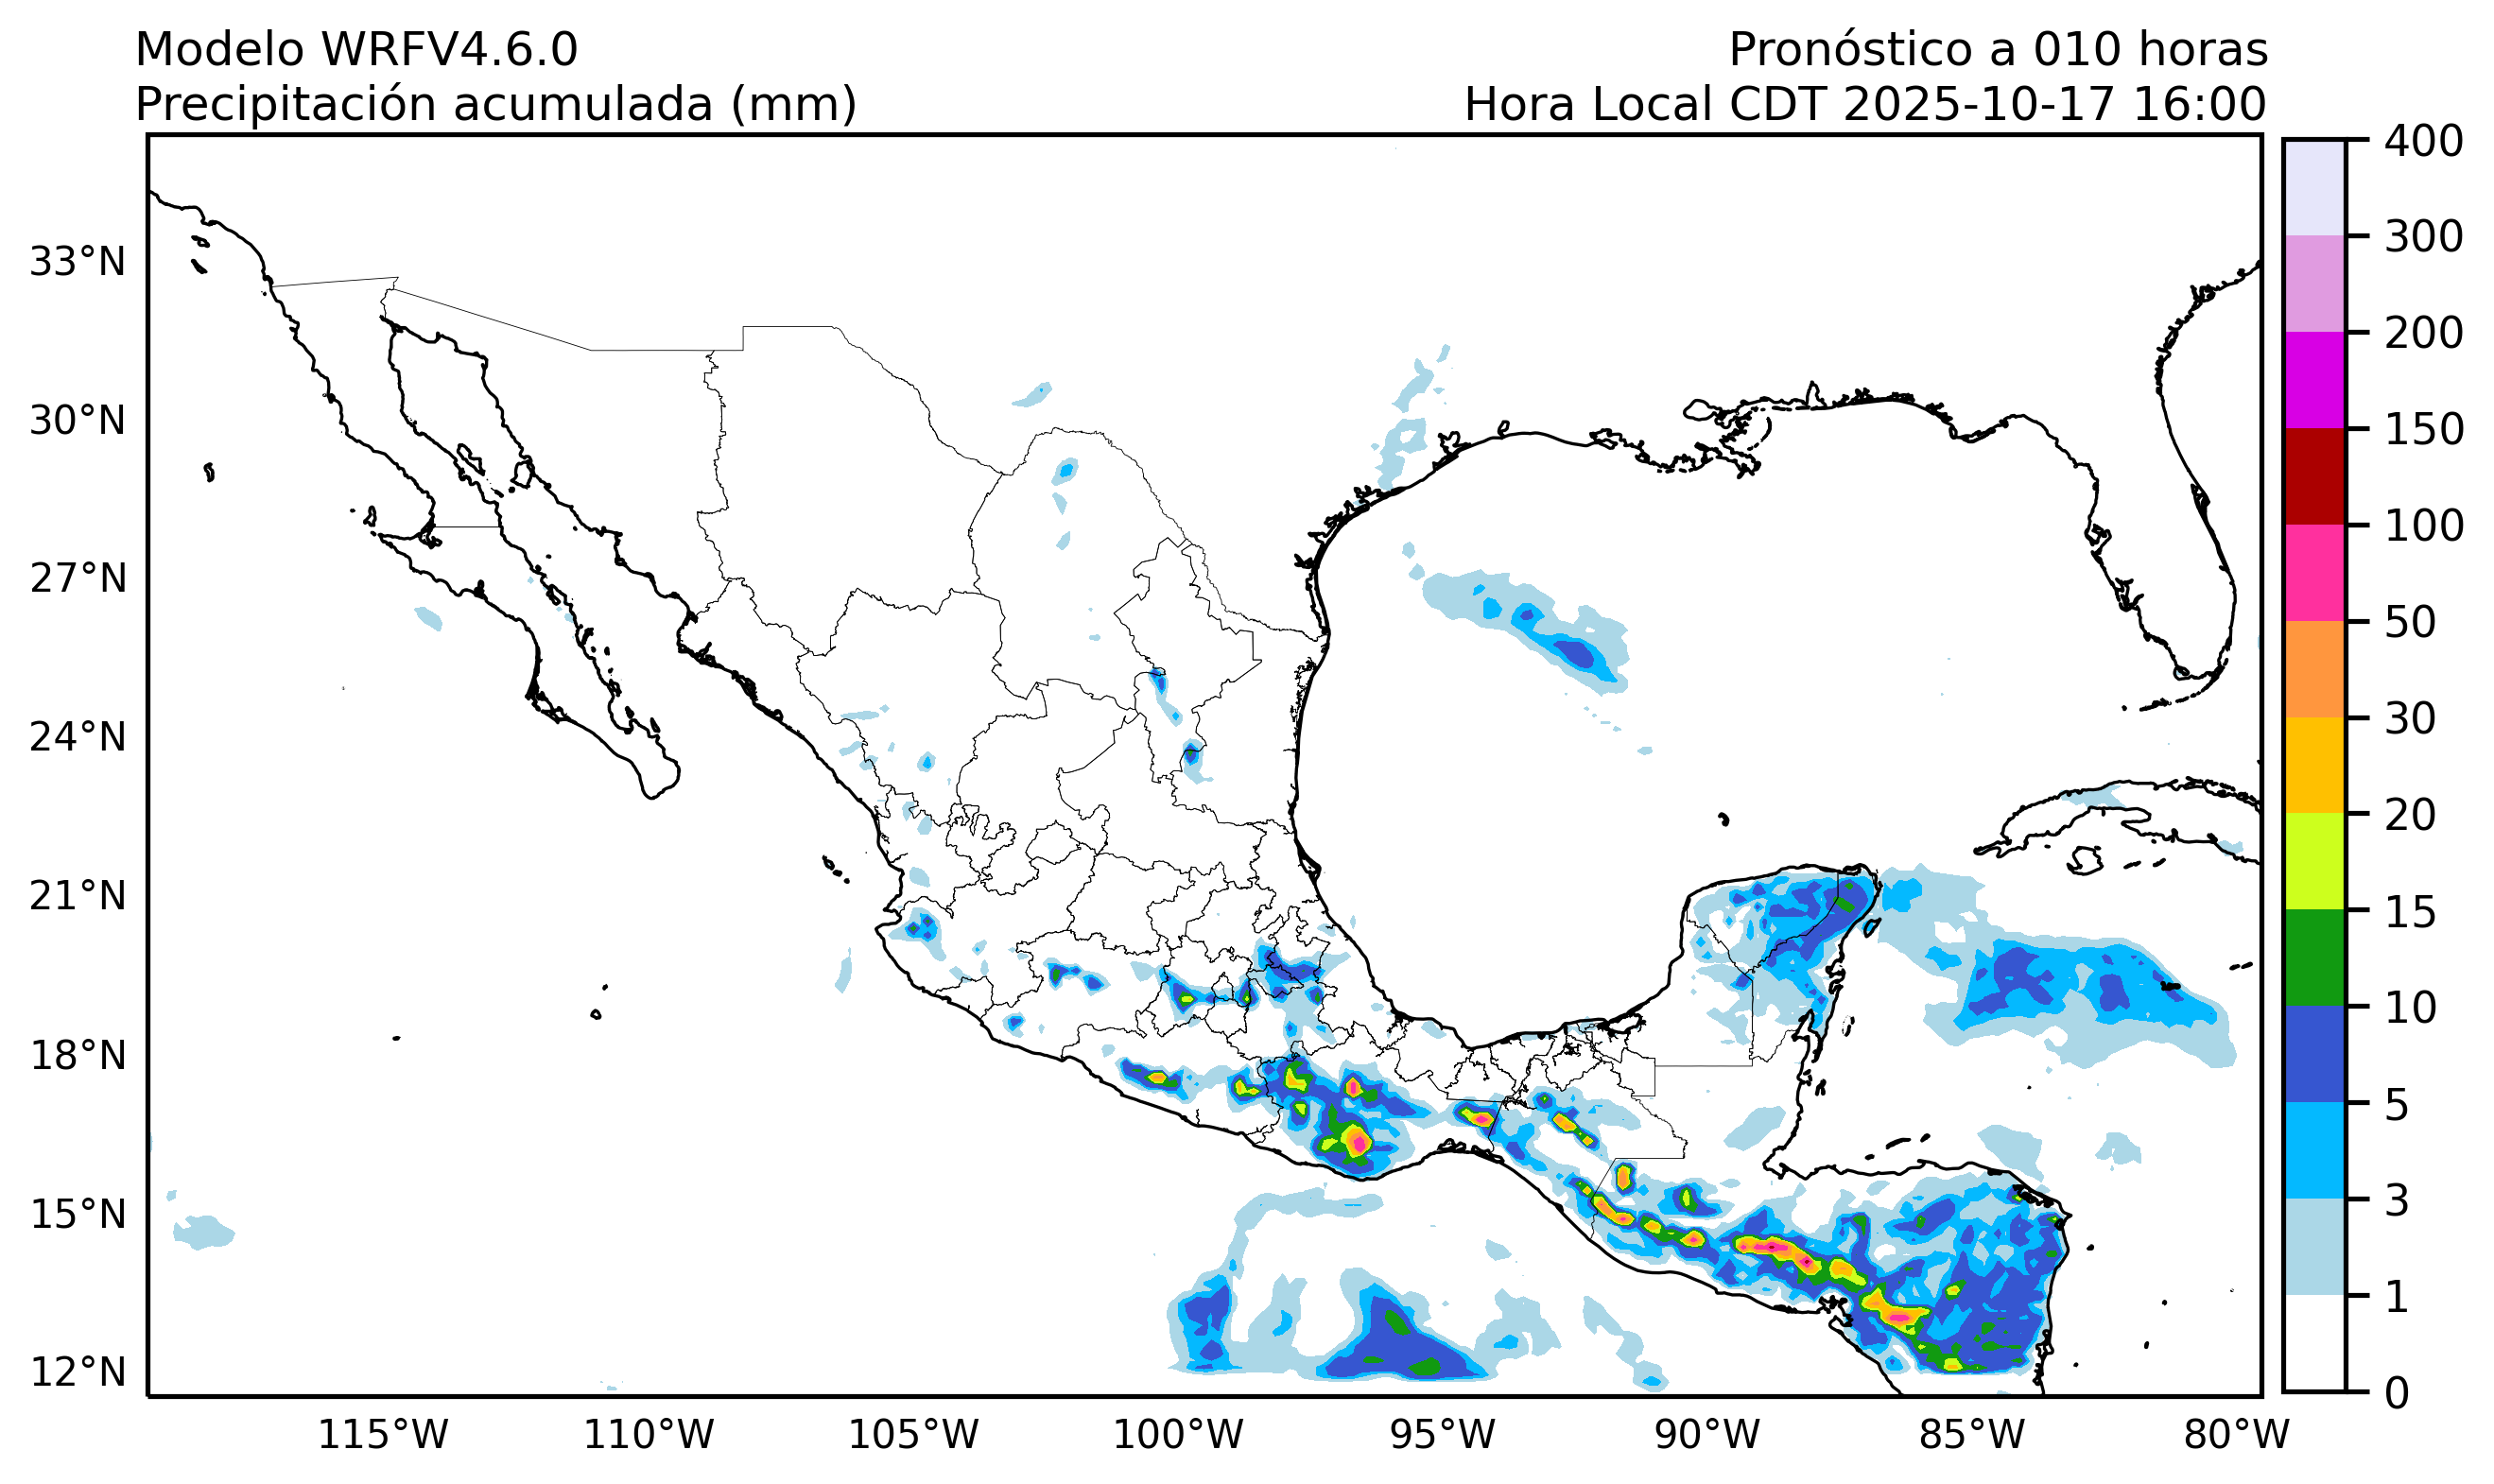 Modelo WRFV4.6.0
Pronóstico a 010 horas
Precipitación acumulada (mm)
Hora Local CDT 2025-10-17 16:00
33°N
30°N
27°N
24°N
21°N
18°N
15°N
12°N
115°W
110°W
105°W
100°W
95°W
90°W
85°W
80°W
400
300
200
150
100
50
30
20
15
10
5
3
1
0